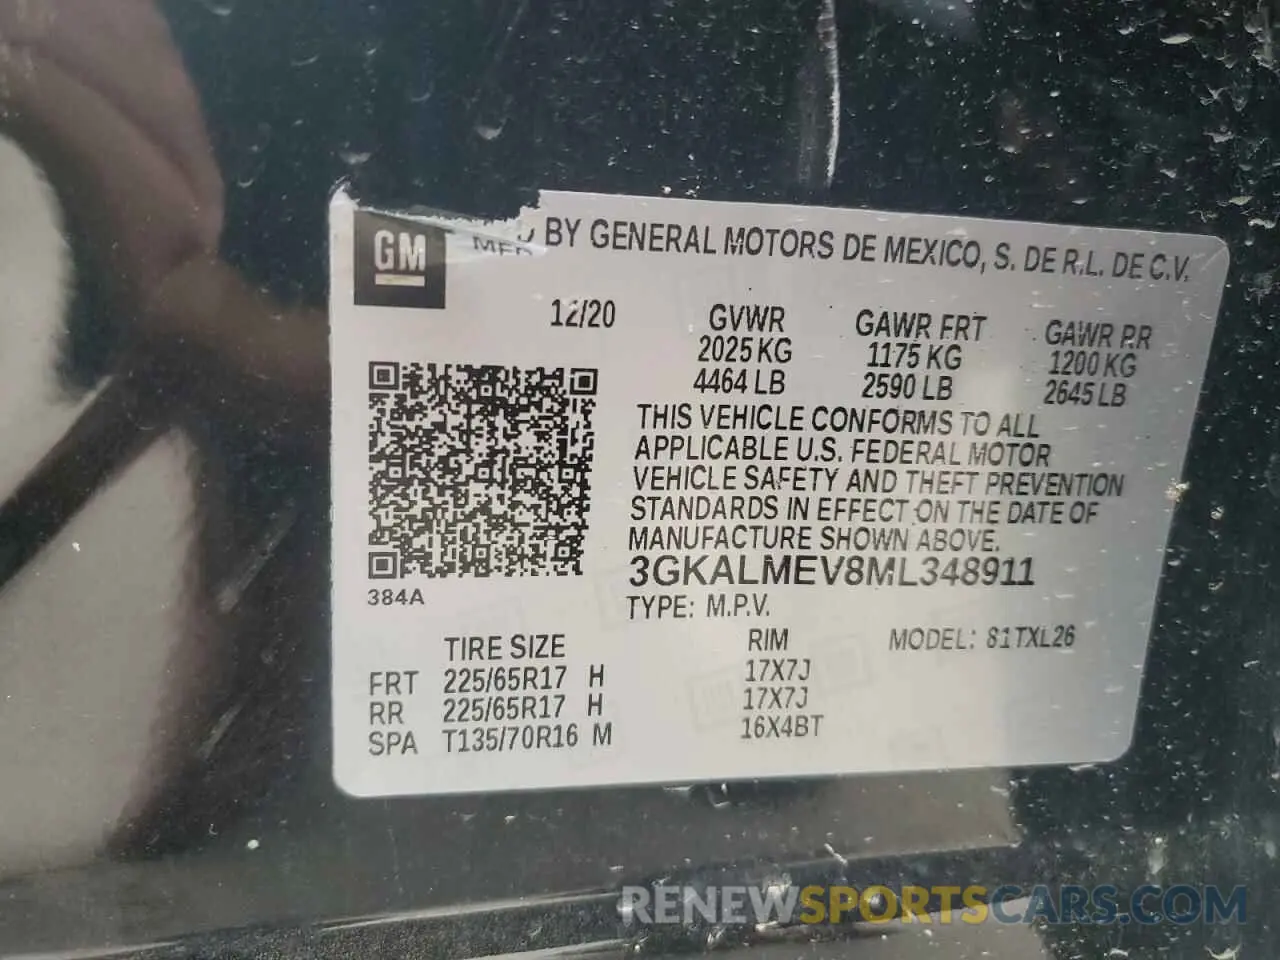 GM
BY GENERAL MOTORS DE MEXICO, S. DE R.L. DE C.V.
12/20
GVWR GAWR FRT GAWR RR
2025 KG 1175 KG 1200 KG
4464 LB 2590 LB 2645 LB
THIS VEHICLE CONFORMS TO ALL
APPLICABLE U.S. FEDERAL MOTOR
VEHICLE SAFETY AND THEFT PREVENTION
STANDARDS IN EFFECT ON THE DATE OF
MANUFACTURE SHOWN ABOVE.
3GKALMEV8ML348911
384A
TYPE: M.P.V.
TIRE SIZE RIM MODEL: 81TXL26
FRT 225/65R17 H 17X7J
RR 225/65R17 H 17X7J
SPA T135/70R16 M 16X4BT
RENEWSPORTSCARS.COM